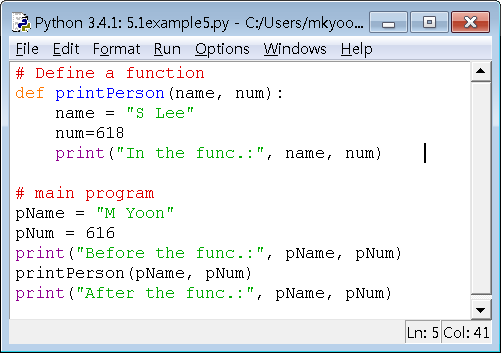 Python 3.4.1: 5.1example5.py - C:/Users/mkyoo...
File Edit Format Run Options Windows Help
# Define a function
def printPerson(name, num):
    name = "S Lee"
    num=618
    print("In the func.:", name, num)
# main program
pName = "M Yoon"
pNum = 616
print("Before the func.:", pName, pNum)
printPerson(pName, pNum)
print("After the func.:", pName, pNum)
Ln: 5 Col: 41